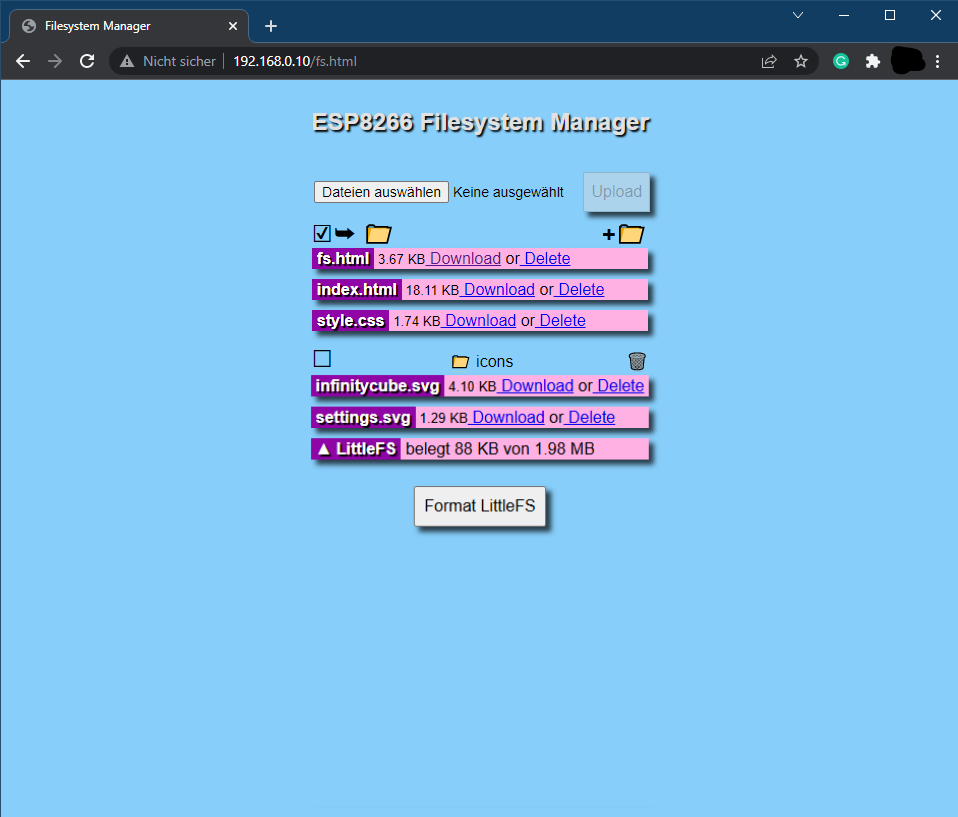 Filesystem Manager
Nicht sicher 192.168.0.10/fs.html
ESP8266 Filesystem Manager
Dateien auswählen Keine ausgewählt Upload
fs.html 3.67 KB Download or Delete
index.html 18.11 KB Download or Delete
style.css 1.74 KB Download or Delete
icons
infinitycube.svg 4.10 KB Download or Delete
settings.svg 1.29 KB Download or Delete
▲ LittleFS belegt 88 KB von 1.98 MB
Format LittleFS